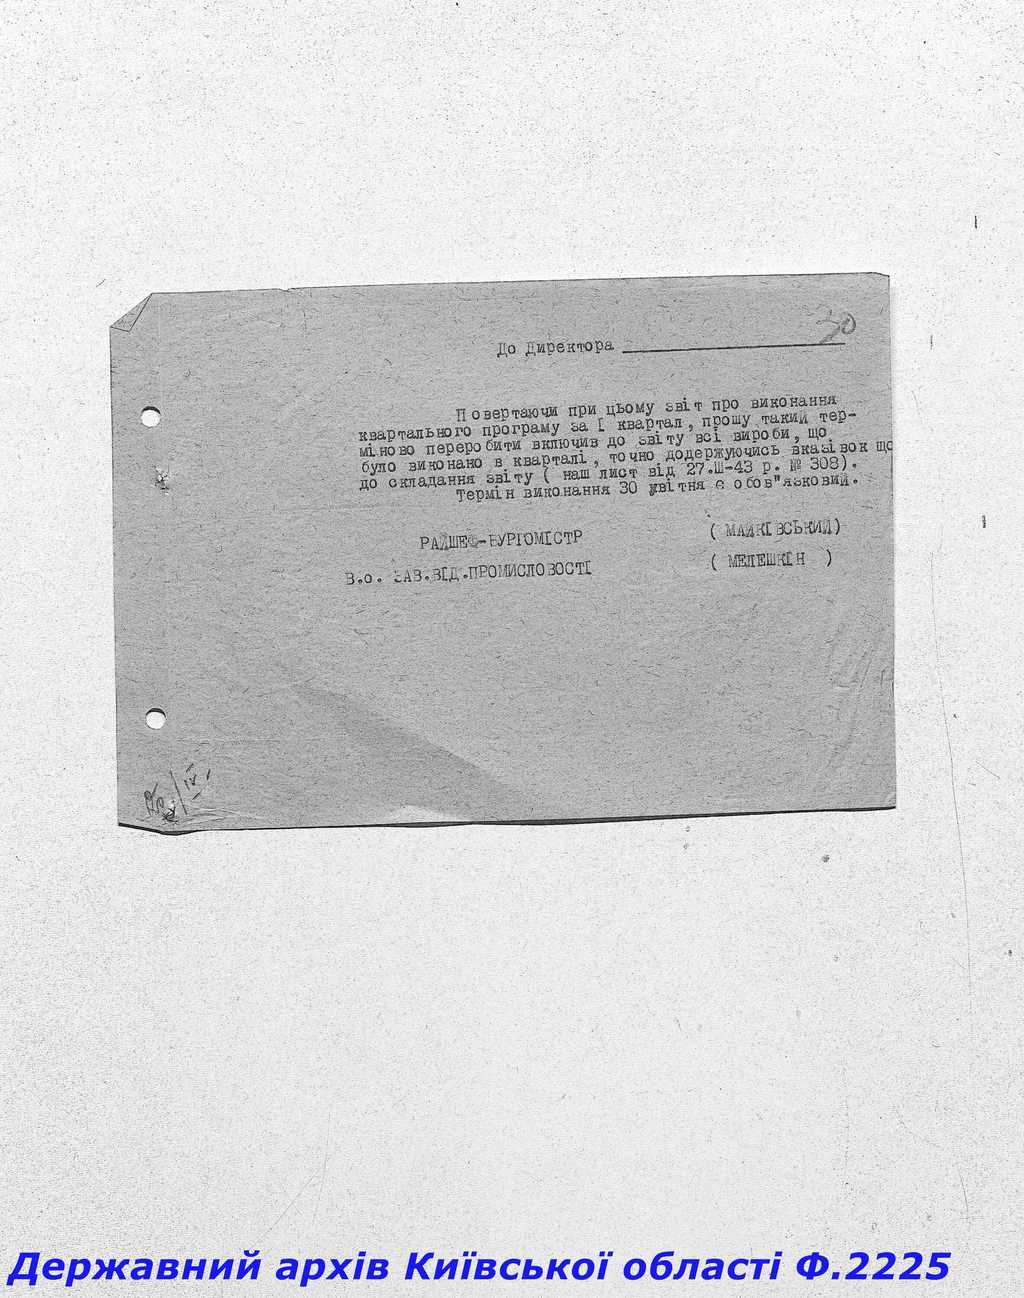 30
До Директора
Повертаючи при цьому звіт про виконання
квартального програму за І квартал, прошу такий тер-
міново переробити включив до звіту всі вироби, що
було виконано в кварталі, точно додержуючись вказівок що
до складання звіту ( наш лист від 27.Ш-43 р. № 308).
Термін виконання 30 квітня є обов"язковий.
РАЙШЕФ-БУРГОМІСТР ( МАЙКІВСЬКИЙ)
В.о. ЗАВ.ВІД.ПРОМИСЛОВОСТІ ( МЕЛЕШКІН )
Державний архів Київської області Ф.2225